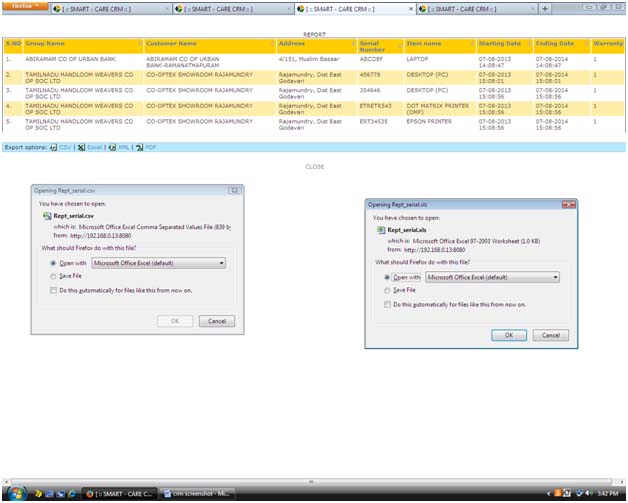 firefox
[ :: SMART - CARE CRM :: ]
[ :: SMART - CARE CRM :: ]
[ :: SMART - CARE CRM :: ]
[ :: SMART - CARE CRM :: ]
REPORT
S.NO Group Name Customer Name Address Serial Number Item name Starting Date Ending Date Warranty
1. ABIRAMAM CO OP URBAN BANK ABIRAMAM CO OP URBAN 4/151, Muslim Bazaar ABCDEF LAPTOP 07-08-2013 07-08-2014 1
BANK-RAMANATHAPURAM 14:08:47 14:08:47
2. TAMILNADU HANDLOOM WEAVERS CO CO-OPTEX SHOWROOM RAJAMUNDRY Rajamundry, Dist East 456778 DESKTOP (PC) 07-08-2013 07-08-2014 1
OP SOC LTD Godavari 15:08:01 15:08:01
3. TAMILNADU HANDLOOM WEAVERS CO CO-OPTEX SHOWROOM RAJAMUNDRY Rajamundry, Dist East 354646 DESKTOP (PC) 07-08-2013 07-08-2014 1
OP SOC LTD Godavari 15:08:56 15:08:56
4. TAMILNADU HANDLOOM WEAVERS CO CO-OPTEX SHOWROOM RAJAMUNDRY Rajamundry, Dist East ETRETR543 DOT MATRIX PRINTER 07-08-2013 07-08-2014 1
OP SOC LTD Godavari (DMP) 15:08:56 15:08:56
5. TAMILNADU HANDLOOM WEAVERS CO CO-OPTEX SHOWROOM RAJAMUNDRY Rajamundry, Dist East ERT34535 EPSON PRINTER 07-08-2013 07-08-2014 1
OP SOC LTD Godavari 15:08:56 15:08:56
Export options: CSV | Excel | XML | PDF
CLOSE
Opening Rept_serial.csv
You have chosen to open:
Rept_serial.csv
which is: Microsoft Office Excel Comma Separated Values File (839 by
from: http://192.168.0.13:8080
What should Firefox do with this file?
Open with Microsoft Office Excel (default)
Save File
Do this automatically for files like this from now on.
OK Cancel
Opening Rept_serial.xls
You have chosen to open:
Rept_serial.xls
which is: Microsoft Office Excel 97-2003 Worksheet (1.0 KB)
from: http://192.168.0.13:8080
What should Firefox do with this file?
Open with Microsoft Office Excel (default)
Save File
Do this automatically for files like this from now on.
OK Cancel
[ :: SMART - CARE C...
crm screenshot - Mi...
3:42 PM